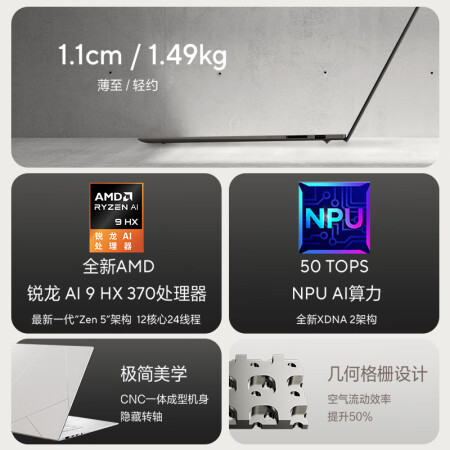 1.1cm / 1.49kg
薄至 / 轻约
AMD
RYZEN AI
9 HX
锐龙 AI
处理器
全新AMD
锐龙 AI 9 HX 370处理器
最新一代“Zen 5”架构 12核心24线程
NPU
50 TOPS
NPU AI算力
全新XDNA 2架构
极简美学
CNC一体成型机身
隐藏转轴
几何格栅设计
空气流动效率
提升50%